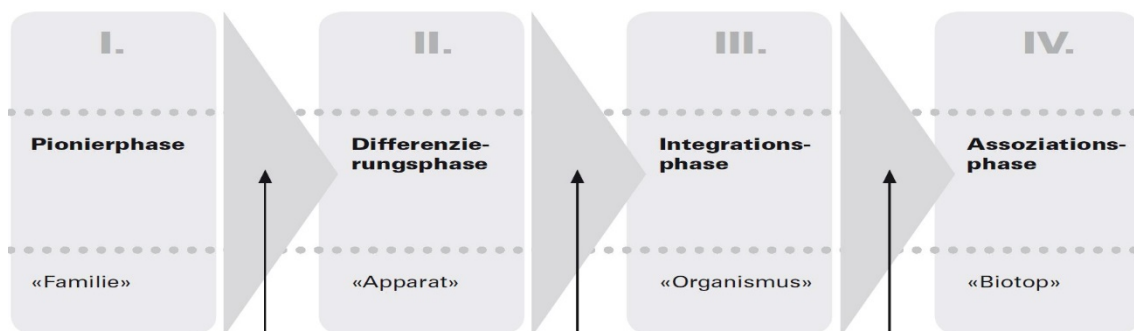 I.
II.
III.
IV.
Pionierphase
Differenzie-
rungsphase
Integrations-
phase
Assoziations-
phase
«Familie»
«Apparat»
«Organismus»
«Biotop»